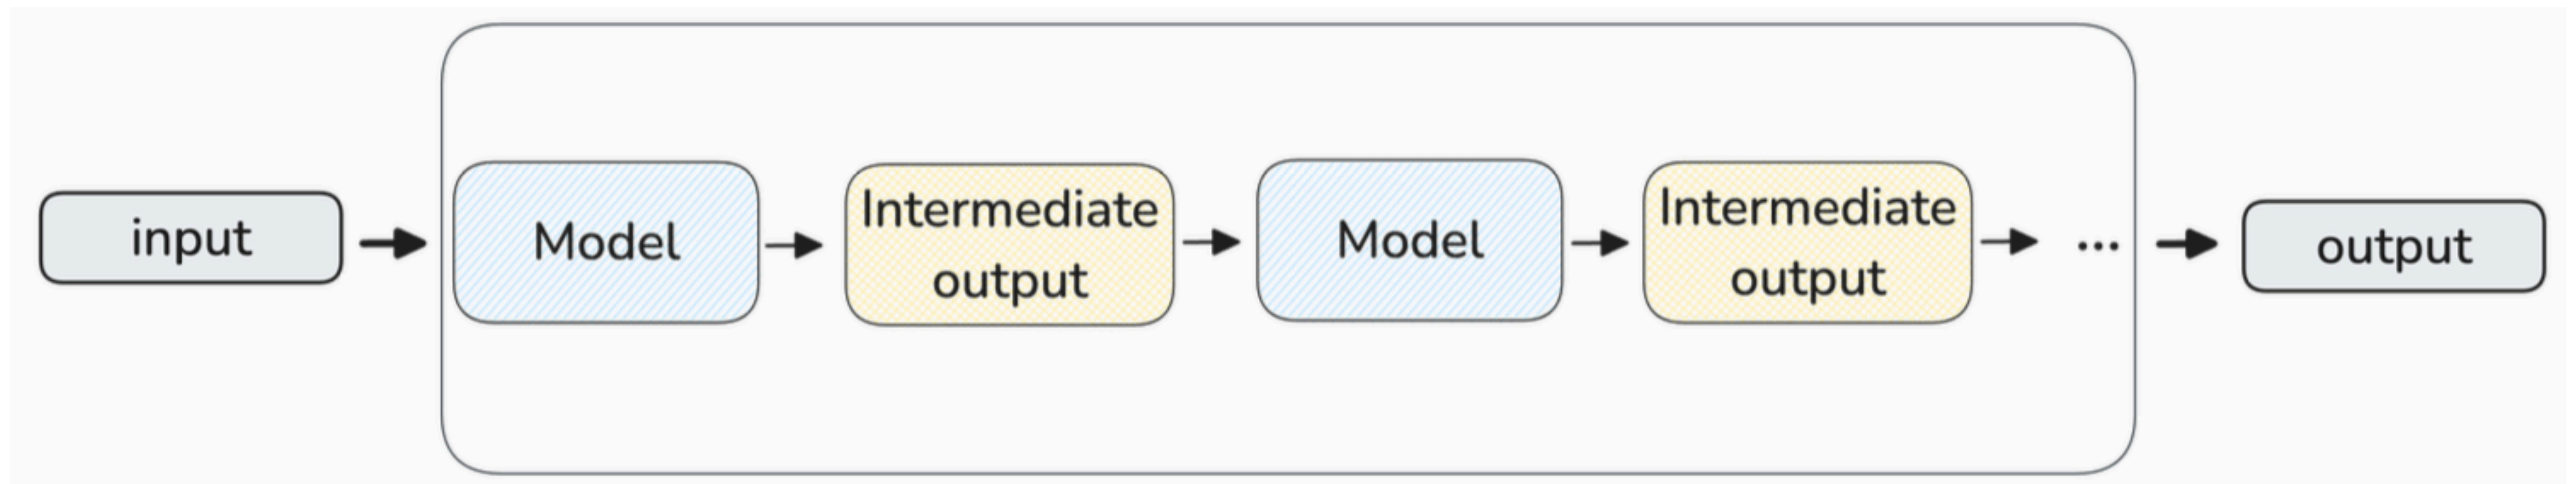 input
Model
Intermediate
output
Model
Intermediate
output
...
output